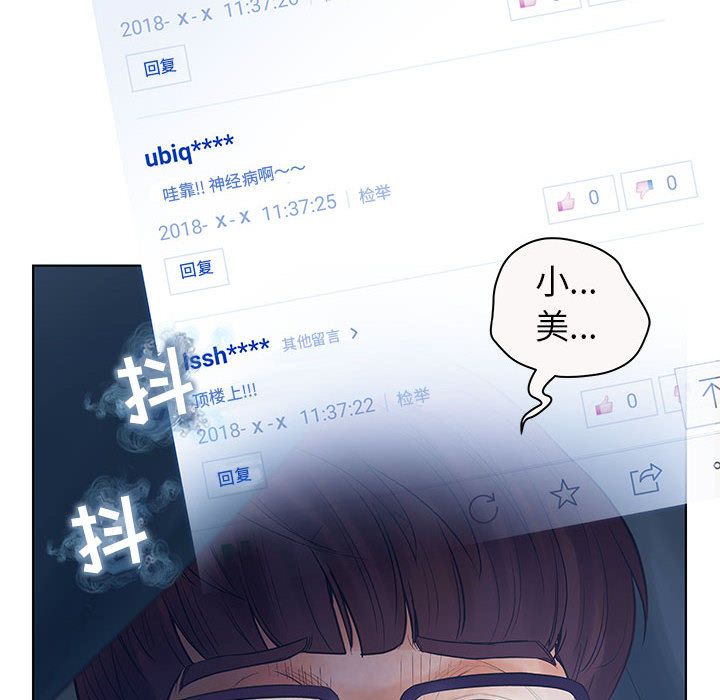 2018- x - x 11:37:26
回复
ubiq****
哇靠!! 神经病啊～～
2018- x - x 11:37:25 检举
0 0
回复
小...
美...
lssh**** 其他留言 >
顶楼上!!!
2018- x - x 11:37:22 检举
0
回复
抖
抖